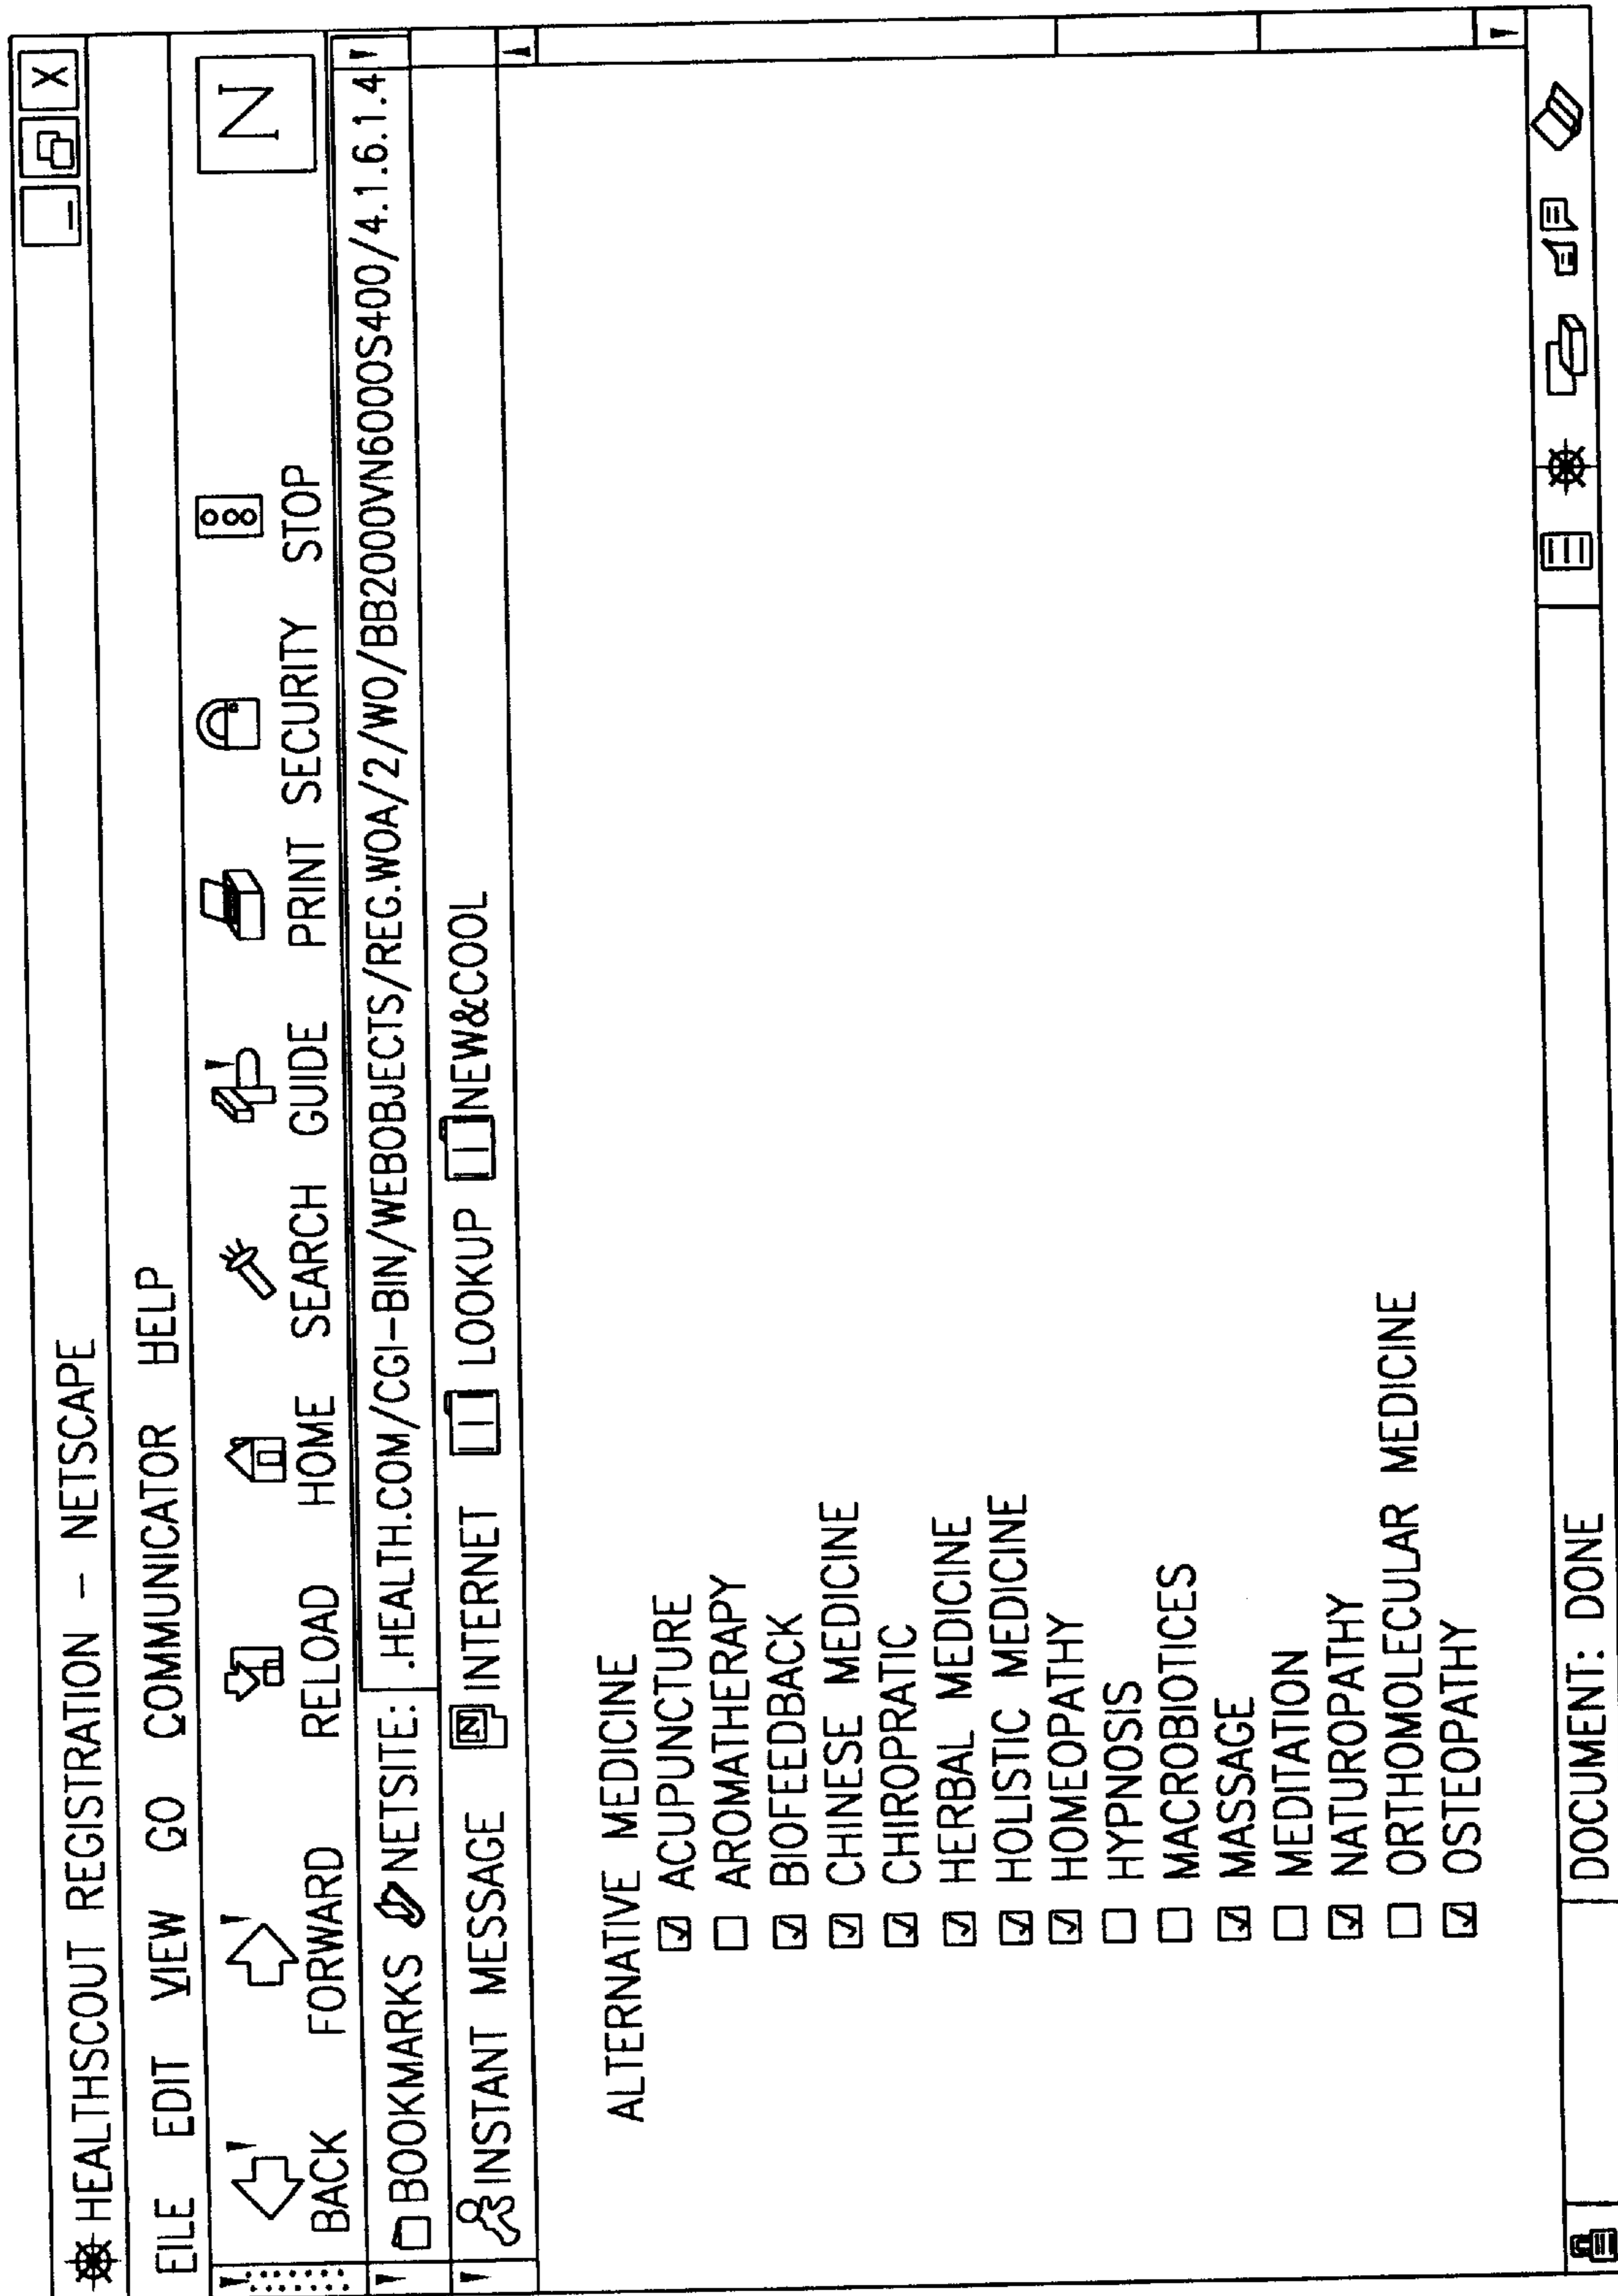 HEALTHSCOUT REGISTRATION – NETSCAPE
X
FILE EDIT VIEW GO COMMUNICATOR HELP
N
BACK FORWARD RELOAD HOME SEARCH GUIDE PRINT SECURITY STOP
BOOKMARKS NETSITE: .HEALTH.COM/CGI-BIN/WEBOBJECTS/REG.WOA/2/WO/BB2000VN6000S400/4.1.6.1.4
INSTANT MESSAGE N INTERNET LOOKUP NEW&COOL
ALTERNATIVE MEDICINE
ACUPUNCTURE
AROMATHERAPY
BIOFEEDBACK
CHINESE MEDICINE
CHIROPRATIC
HERBAL MEDICINE
HOLISTIC MEDICINE
HOMEOPATHY
HYPNOSIS
MACROBIOTICES
MASSAGE
MEDITATION
NATUROPATHY
ORTHOMOLECULAR MEDICINE
OSTEOPATHY
DOCUMENT: DONE